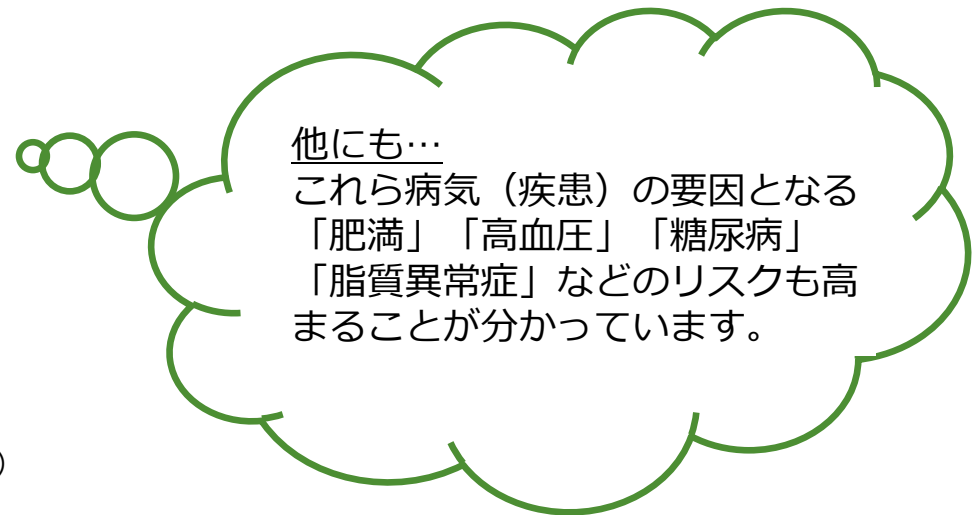 他にも…
これら病気（疾患）の要因となる
「肥満」「高血圧」「糖尿病」
「脂質異常症」などのリスクも高
まることが分かっています。
）